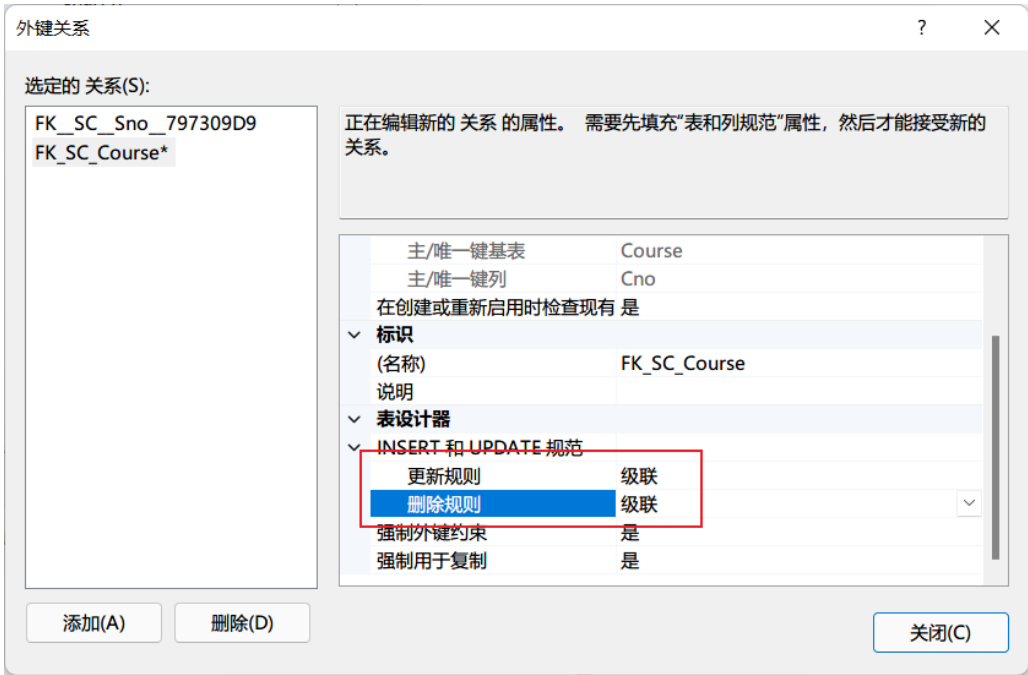 外键关系
?
选定的 关系(S):
FK__SC__Sno__797309D9
FK_SC_Course*
正在编辑新的 关系 的属性。 需要先填充“表和列规范”属性，然后才能接受新的
关系。
主/唯一键基表 Course
主/唯一键列 Cno
在创建或重新启用时检查现有 是
标识
(名称) FK_SC_Course
说明
表设计器
INSERT 和 UPDATE 规范
更新规则 级联
删除规则 级联
强制外键约束 是
强制用于复制 是
添加(A) 删除(D)
关闭(C)